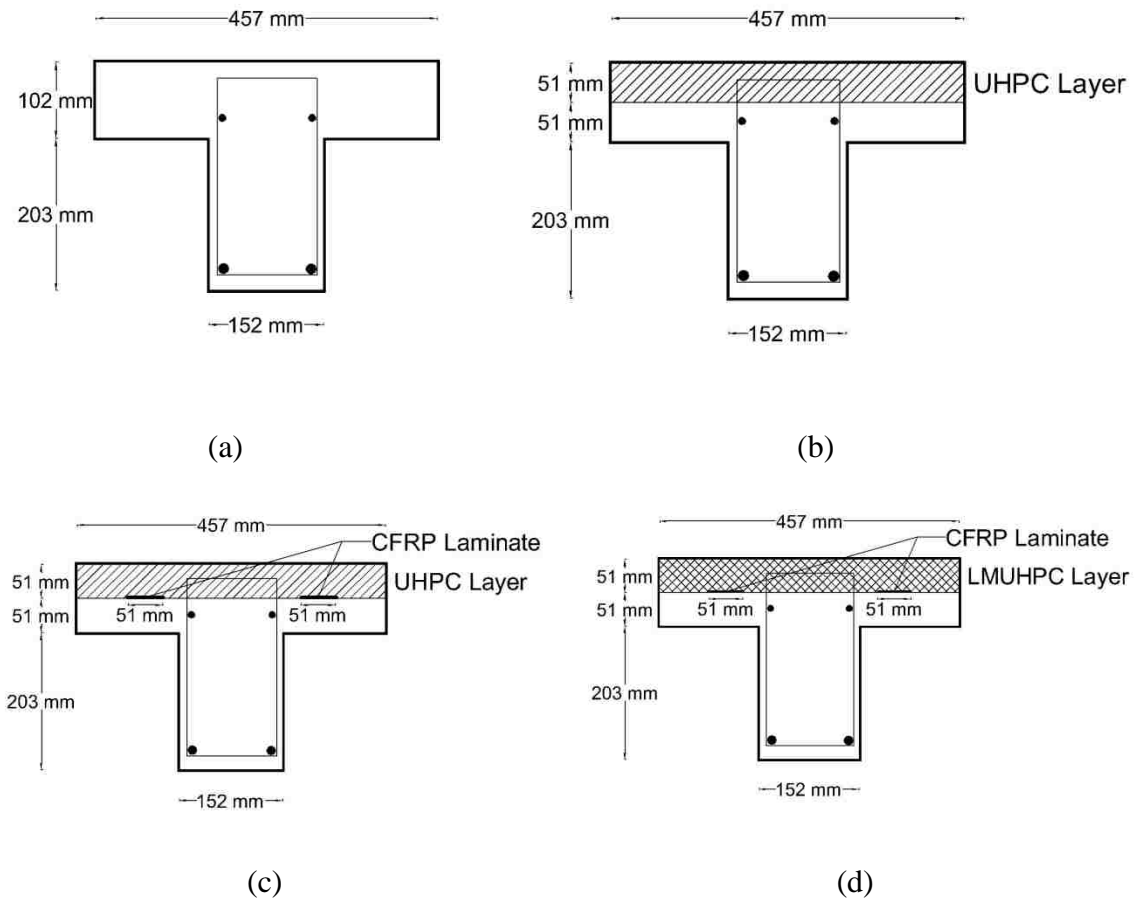 457 mm
102 mm
203 mm
152 mm
(a)
457 mm
51 mm
UHPC Layer
51 mm
203 mm
152 mm
(b)
457 mm
CFRP Laminate
51 mm
UHPC Layer
51 mm
51 mm
51 mm
203 mm
152 mm
(c)
457 mm
CFRP Laminate
51 mm
LMUHPC Layer
51 mm
51 mm
51 mm
203 mm
152 mm
(d)